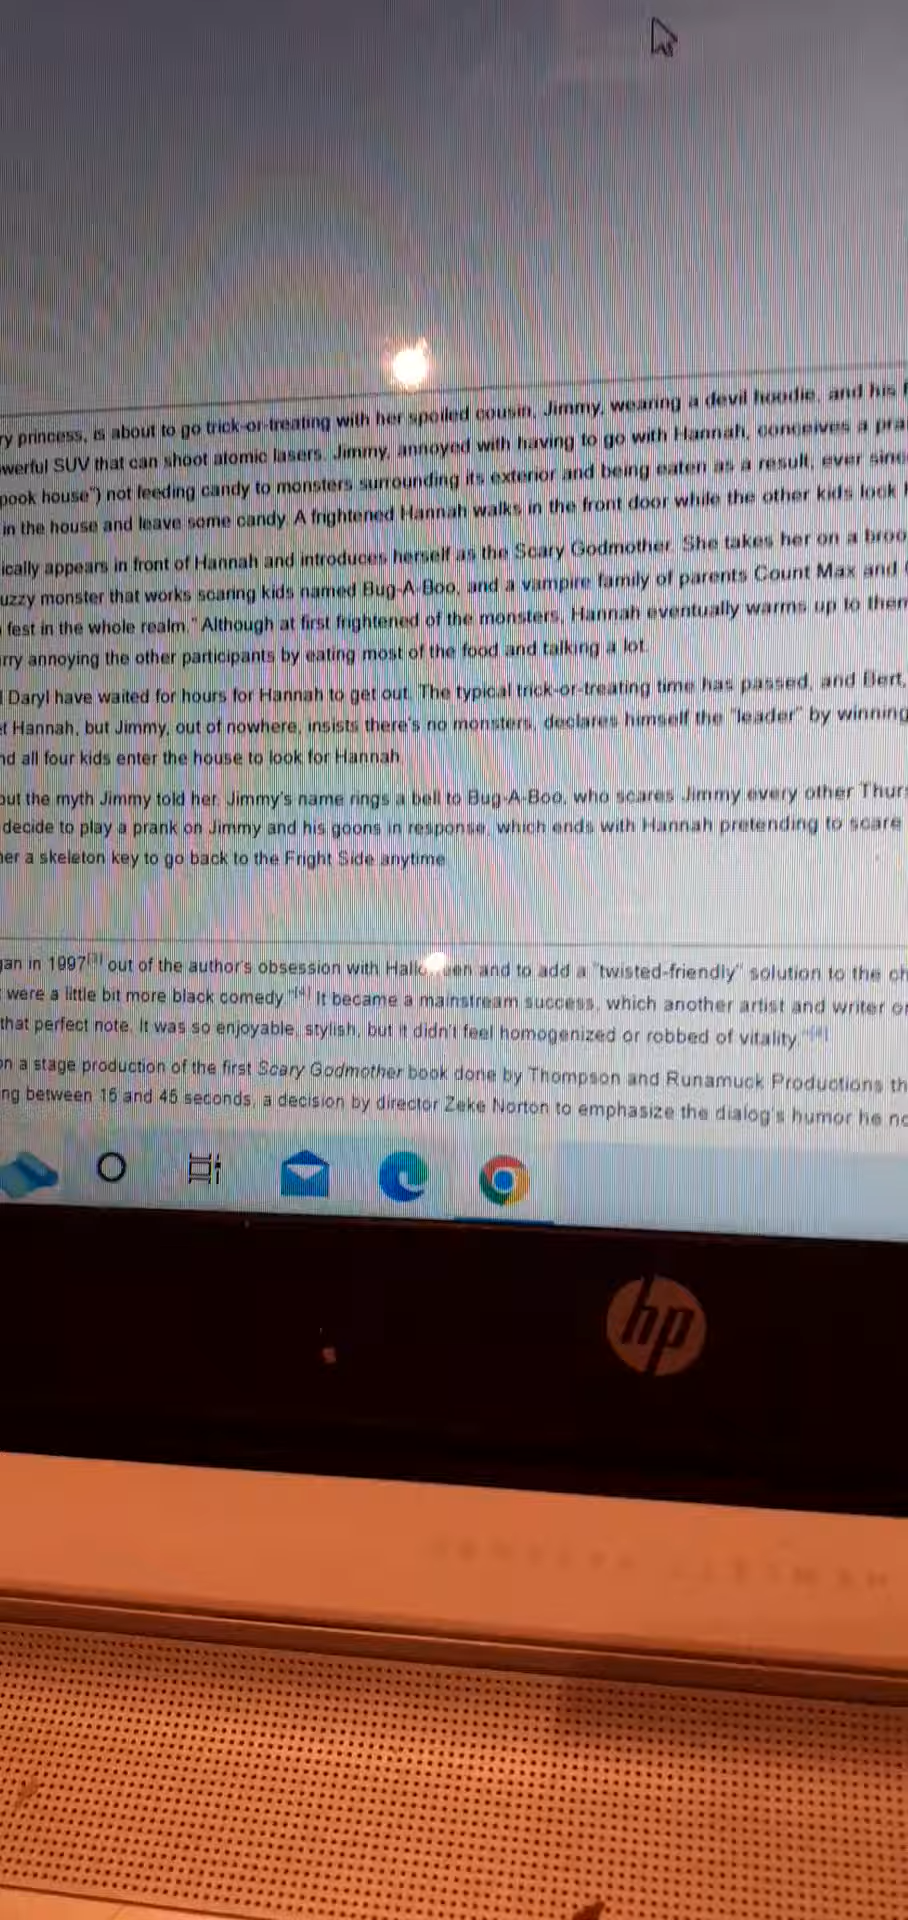 ry princess, is about to go trick-or-treating with her spoiled cousin, Jimmy, wearing a devil hoodie, and his
werful SUV that can shoot atomic lasers. Jimmy, annoyed with having to go with Hannah, conceives a pra
pook house") not feeding candy to monsters surrounding its exterior and being eaten as a result, ever sinc
in the house and leave some candy. A frightened Hannah walks in the front door while the other kids lock
ically appears in front of Hannah and introduces herself as the Scary Godmother. She takes her on a broo
uzzy monster that works scaring kids named Bug-A-Boo, and a vampire family of parents Count Max and
fest in the whole realm." Although at first frightened of the monsters, Hannah eventually warms up to them
rry annoying the other participants by eating most of the food and talking a lot.
d Daryl have waited for hours for Hannah to get out. The typical trick-or-treating time has passed, and Bert,
et Hannah, but Jimmy, out of nowhere, insists there's no monsters, declares himself the "leader" by winning
nd all four kids enter the house to look for Hannah.
out the myth Jimmy told her. Jimmy's name rings a bell to Bug-A-Boo, who scares Jimmy every other Thurs
decide to play a prank on Jimmy and his goons in response, which ends with Hannah pretending to scare
her a skeleton key to go back to the Fright Side anytime.
gan in 1997[3] out of the author's obsession with Halloween and to add a "twisted-friendly" solution to the ch
were a little bit more black comedy."[4] It became a mainstream success, which another artist and writer
that perfect note. It was so enjoyable, stylish, but it didn't feel homogenized or robbed of vitality."
on a stage production of the first Scary Godmother book done by Thompson and Runamuck Productions th
ng between 15 and 45 seconds, a decision by director Zeke Norton to emphasize the dialog's humor he no
hp